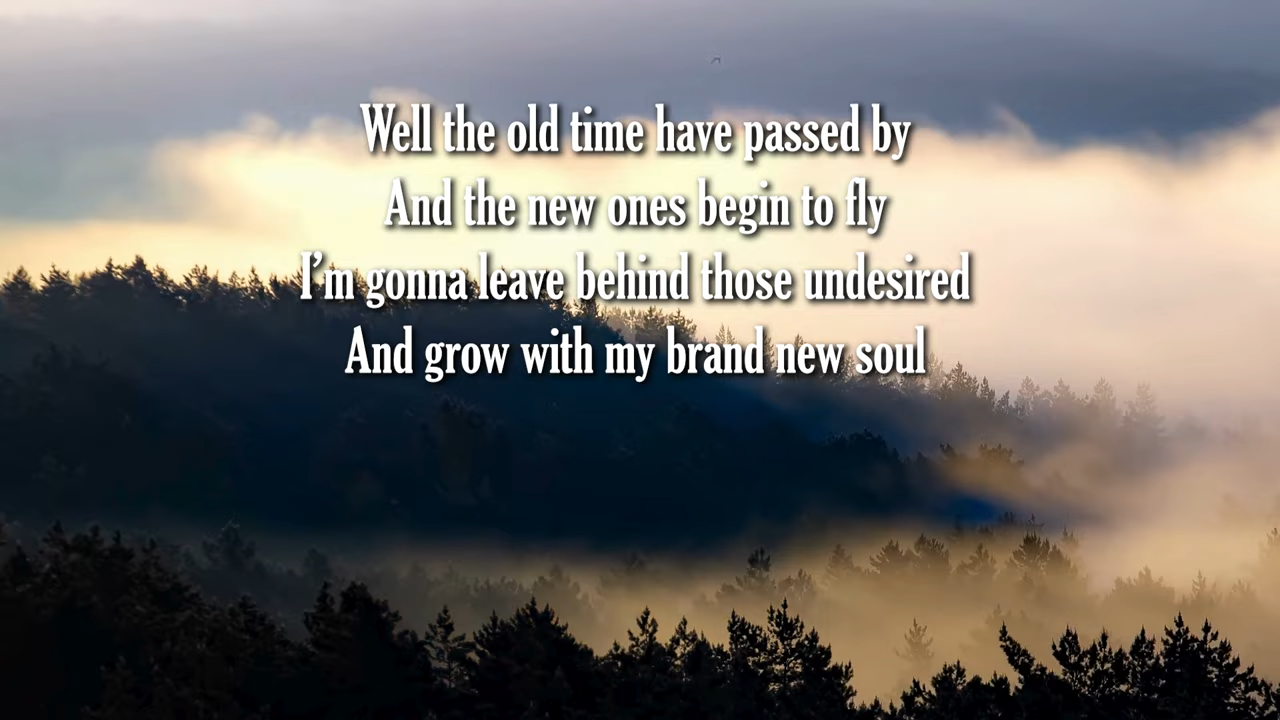 Well the old time have passed by
And the new ones begin to fly
I'm gonna leave behind those undesired
And grow with my brand new soul